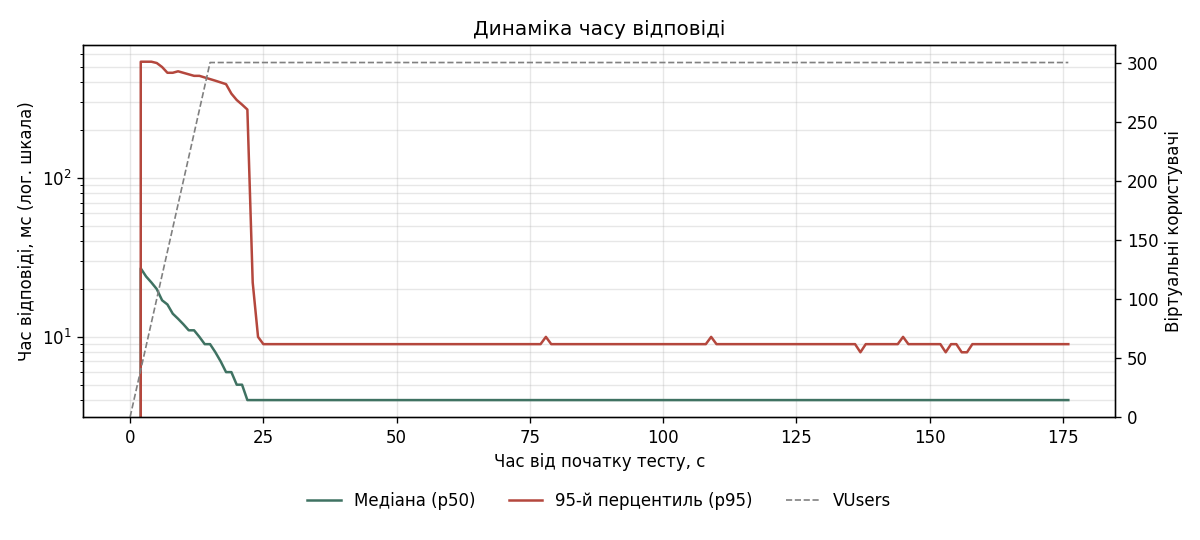 Динаміка часу відповіді
Час відповіді, мс (лог. шкала)
10²
10¹
300
250
200
150
100
50
0
Віртуальні користувачі
0 25 50 75 100 125 150 175
Час від початку тесту, с
Медіана (p50) 95-й перцентиль (p95) VUsers